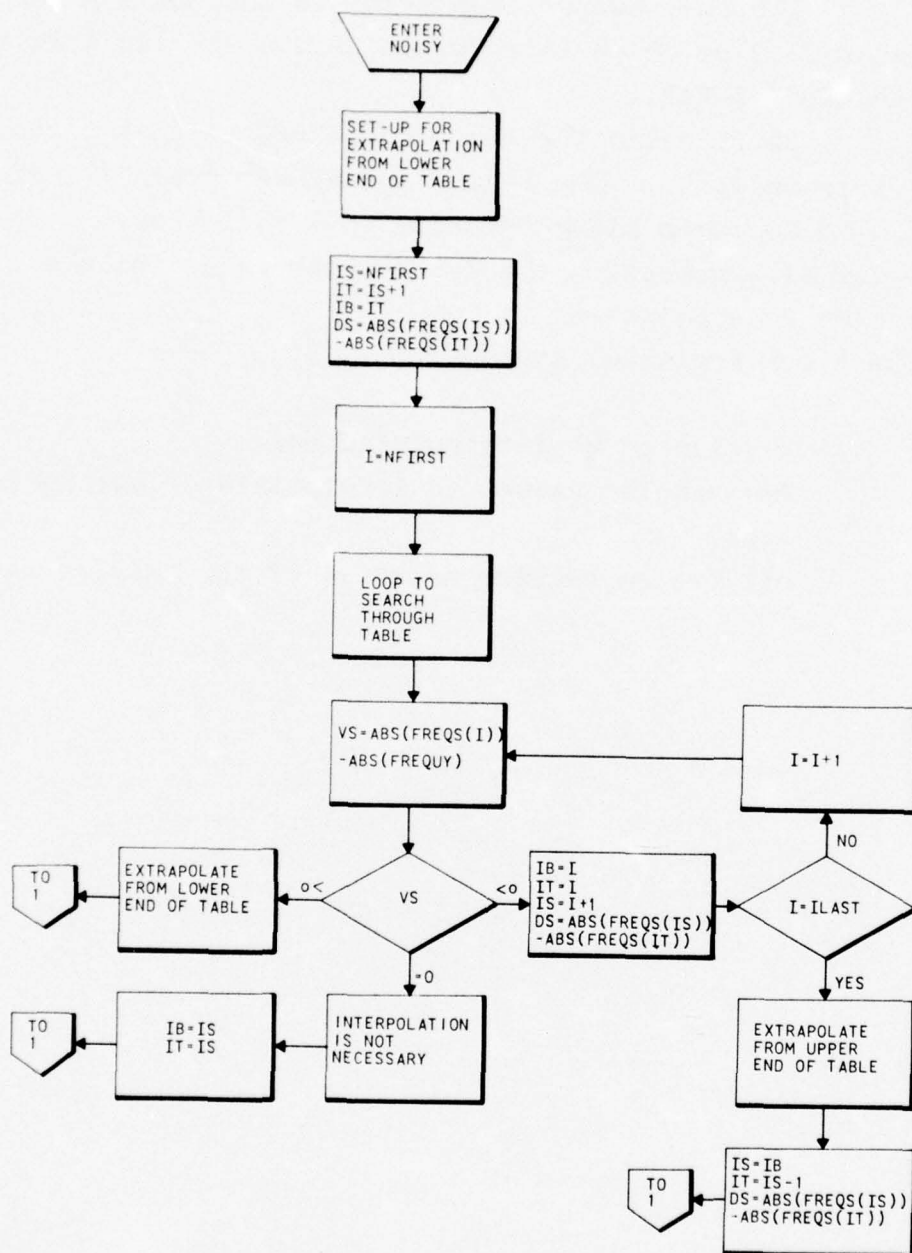 ENTER
NOISY
SET-UP FOR
EXTRAPOLATION
FROM LOWER
END OF TABLE
IS=NFIRST
IT=IS+1
IB=IT
DS=ABS(FREQS(IS))
-ABS(FREQS(IT))
I=NFIRST
LOOP TO
SEARCH
THROUGH
TABLE
VS=ABS(FREQS(I))
-ABS(FREQUY)
I=I+1
NO
TO
1
EXTRAPOLATE
FROM LOWER
END OF TABLE
0<
VS
<0
IB=I
IT=I
IS=I+1
DS=ABS(FREQS(IS))
-ABS(FREQS(IT))
I=ILAST
=0
YES
TO
1
IB=IS
IT=IS
INTERPOLATION
IS NOT
NECESSARY
EXTRAPOLATE
FROM UPPER
END OF TABLE
TO
1
IS=IB
IT=IS-1
DS=ABS(FREQS(IS))
-ABS(FREQS(IT))